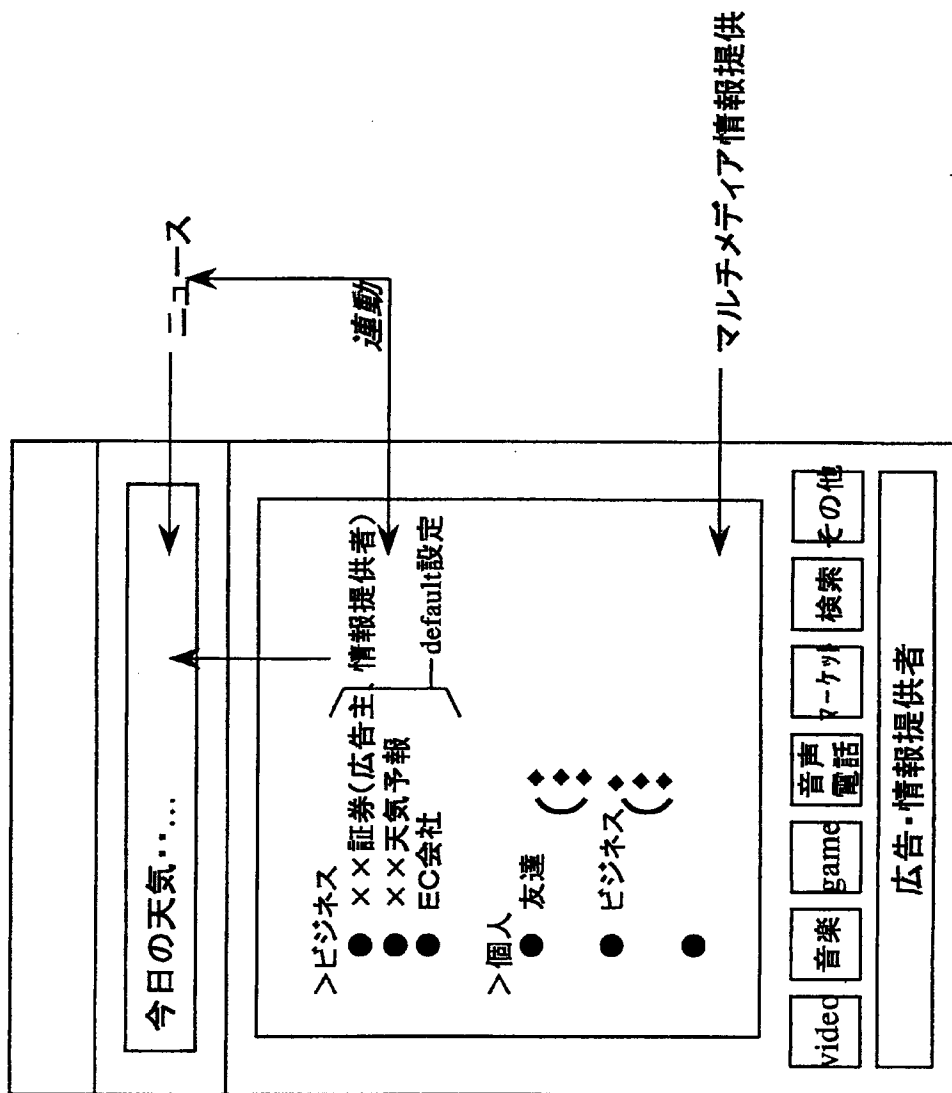 今日の天気・・・...
ニュース
>ビジネス
● ××証券(広告主、情報提供者)
● ××天気予報
● EC会社
default設定
連動
>個人
● 友達
● ビジネス
●
マルチメディア情報提供
video
音楽
game
音声
電話
マーケット
検索
その他
広告・情報提供者